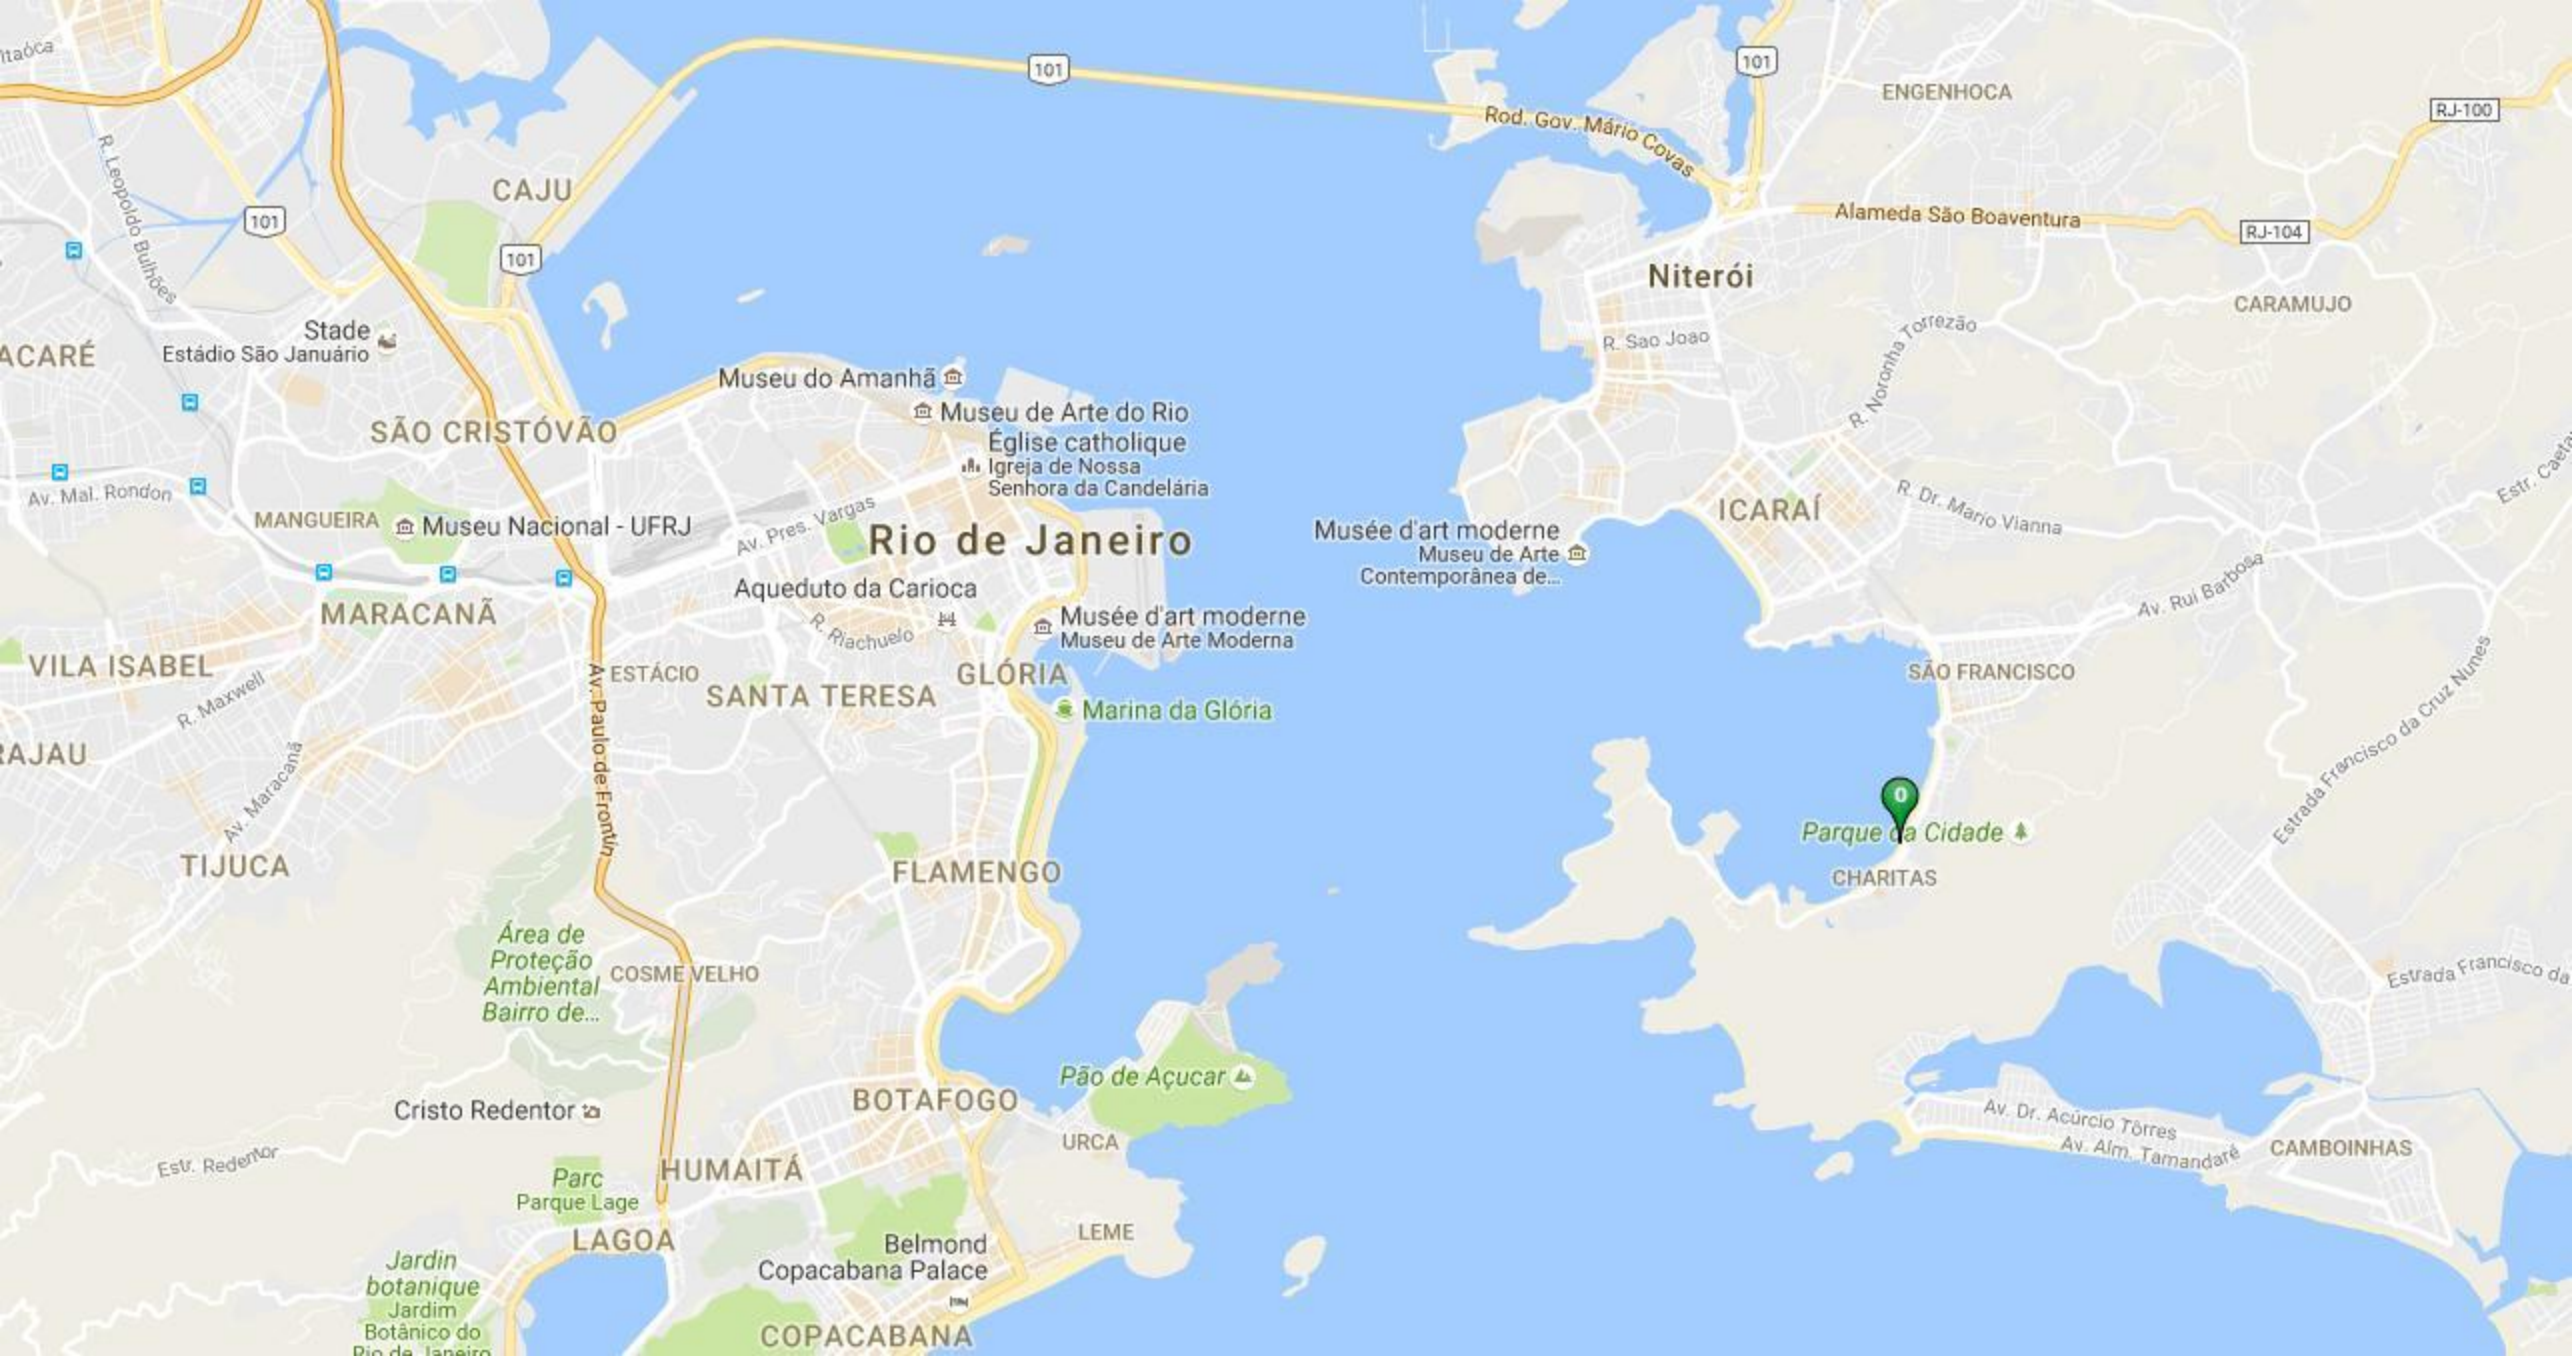 Itaóca
101
101
ENGENHOCA
RJ-100
Rod. Gov. Mário Covas
R. Leopoldo Bulhões
CAJU
101
101
Alameda São Boaventura
RJ-104
Niterói
CARAMUJO
Stade
Estádio São Januário
ACARÉ
R. Sao Joao
R. Noronha Torrezão
Museu do Amanhã
Museu de Arte do Rio
SÃO CRISTÓVÃO
Église catholique
Igreja de Nossa
Senhora da Candelária
Av. Mal. Rondon
Estr. Caeta
MANGUEIRA
Museu Nacional - UFRJ
Av. Pres. Vargas
Rio de Janeiro
ICARAÍ
R. Dr. Mario Vianna
Musée d'art moderne
Museu de Arte
Contemporânea de...
Aqueduto da Carioca
MARACANÃ
Av. Rui Barbosa
R. Riachuelo
Musée d'art moderne
Museu de Arte Moderna
VILA ISABEL
R. Maxwell
Av. Paulo de Frontin
ESTÁCIO
SANTA TERESA
GLÓRIA
SÃO FRANCISCO
Marina da Glória
Estrada Francisco da Cruz Nunes
RAJAU
Av. Maracanã
0
Parque da Cidade
TIJUCA
FLAMENGO
CHARITAS
Área de
Proteção
Ambiental
Bairro de...
COSME VELHO
Estrada Francisco da
Pão de Açucar
Cristo Redentor
BOTAFOGO
URCA
Av. Dr. Acúrcio Tôrres
Av. Alm. Tamandaré
CAMBOINHAS
Estr. Redentor
HUMAITÁ
Parc
Parque Lage
LAGOA
LEME
Belmond
Copacabana Palace
Jardin
botanique
Jardim
Botânico do
Rio de Janeiro
COPACABANA